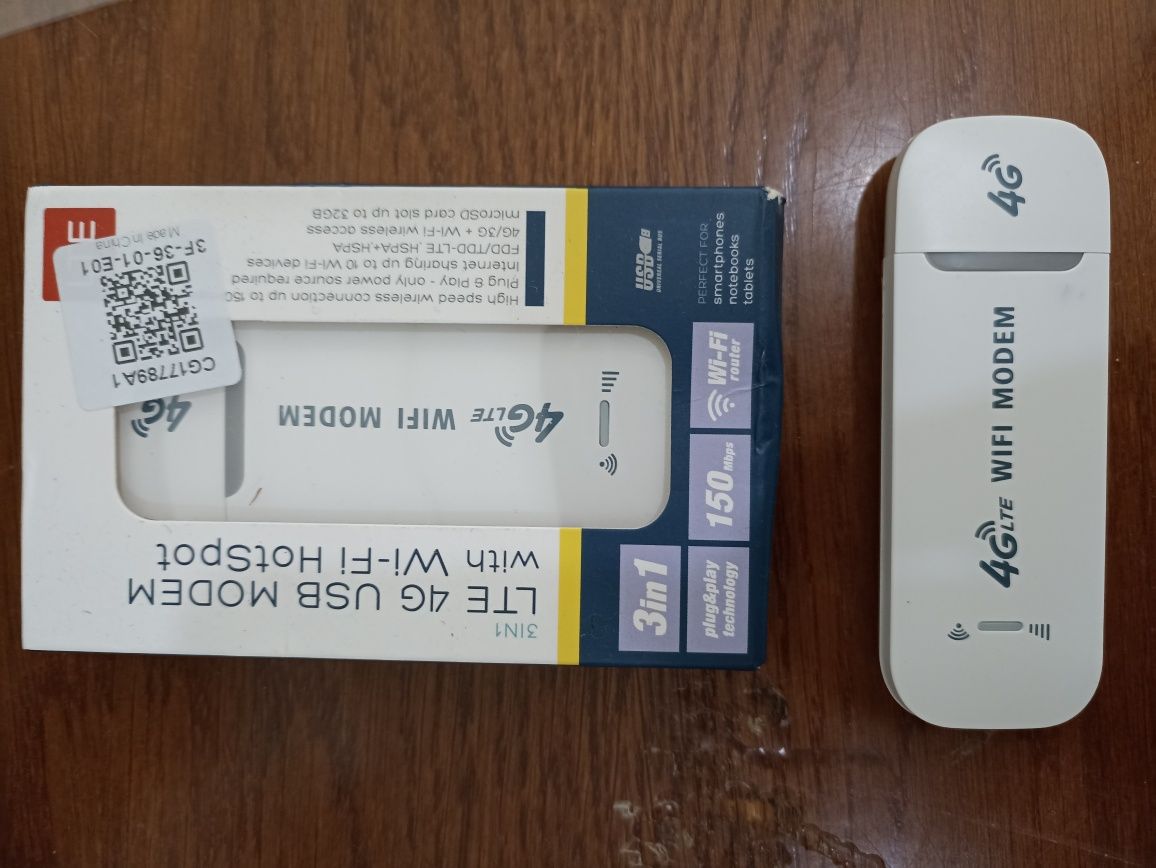 3IN1
LTE 4G USB MODEM
with Wi-Fi HotSpot
4G LTE WIFI MODEM
4G
High speed wireless connection up to 150
Plug & Play - only power source required
Internet sharing up to 10 Wi-Fi devices
FDD/TDD-LTE ,HSPA+,HSPA
4G/3G + Wi-Fi wireless access
microSD card slot up to 32GB
CG17789A1
3F-36-01-E01
Made in China
3in1
plug&play
technology
150 Mbps
Wi-Fi
router
USB
UNIVERSAL SERIAL BUS
PERFECT FOR
smartphones
notebooks
tablets
4G
4G LTE WIFI MODEM